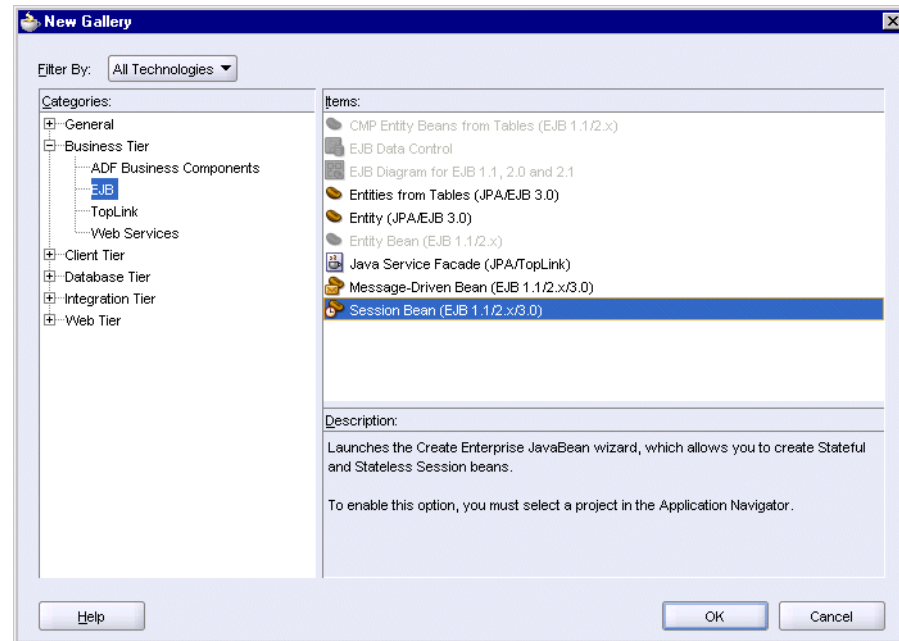 New Gallery
Filter By: All Technologies
Categories:
General
Business Tier
ADF Business Components
EJB
TopLink
Web Services
Client Tier
Database Tier
Integration Tier
Web Tier
Items:
CMP Entity Beans from Tables (EJB 1.1/2.x)
EJB Data Control
EJB Diagram for EJB 1.1, 2.0 and 2.1
Entities from Tables (JPA/EJB 3.0)
Entity (JPA/EJB 3.0)
Entity Bean (EJB 1.1/2.x)
Java Service Facade (JPA/TopLink)
Message-Driven Bean (EJB 1.1/2.x/3.0)
Session Bean (EJB 1.1/2.x/3.0)
Description:
Launches the Create Enterprise JavaBean wizard, which allows you to create Stateful
and Stateless Session beans.
To enable this option, you must select a project in the Application Navigator.
Help
OK
Cancel